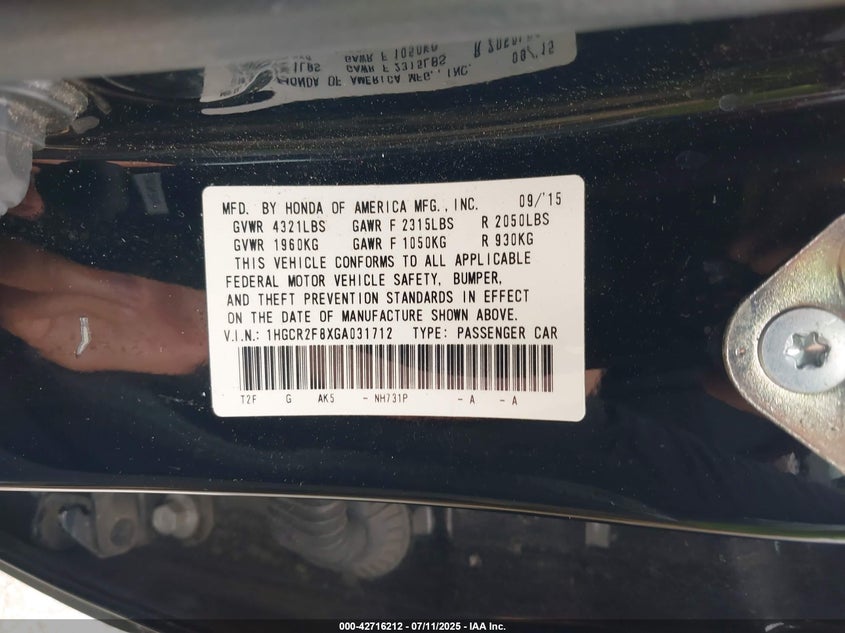 MFD. BY HONDA OF AMERICA MFG., INC. 09/'15
GVWR 4321LBS GAWR F 2315LBS R 2050LBS
GVWR 1960KG GAWR F 1050KG R 930KG
THIS VEHICLE CONFORMS TO ALL APPLICABLE
FEDERAL MOTOR VEHICLE SAFETY, BUMPER,
AND THEFT PREVENTION STANDARDS IN EFFECT
ON THE DATE OF MANUFACTURE SHOWN ABOVE.
V.I.N.: 1HGCR2F8XGA031712 TYPE: PASSENGER CAR
T2F G AK5 - NH731P - A - A
000-42716212 - 07/11/2025 - IAA Inc.